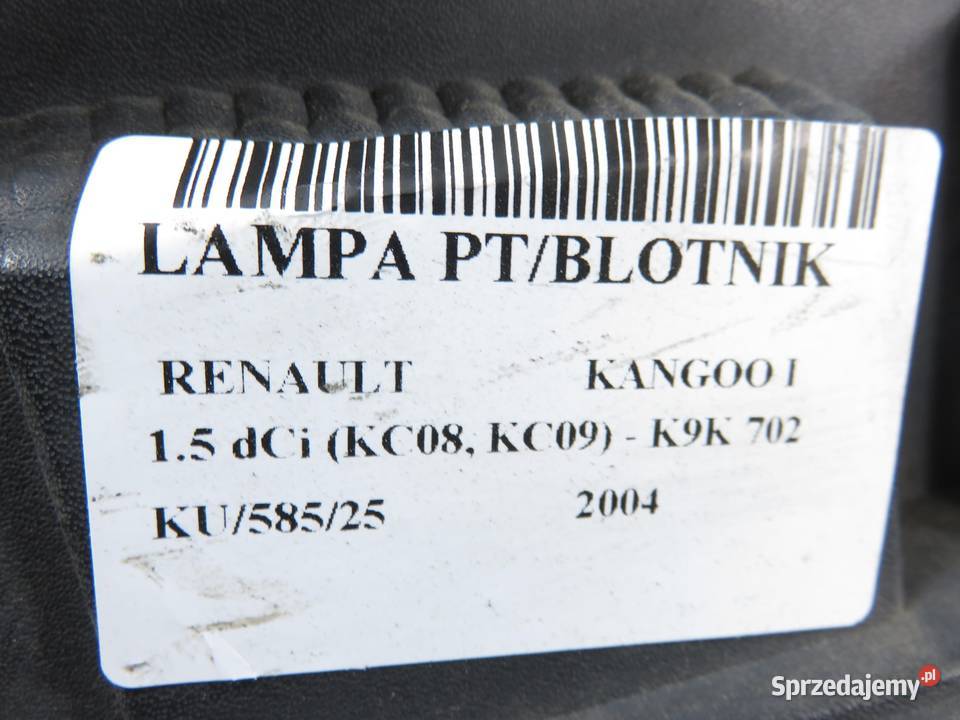 LAMPA PT/BLOTNIK
RENAULT KANGOO I
1.5 dCi (KC08, KC09) - K9K 702
KU/585/25 2004
Sprzedajemy.pl